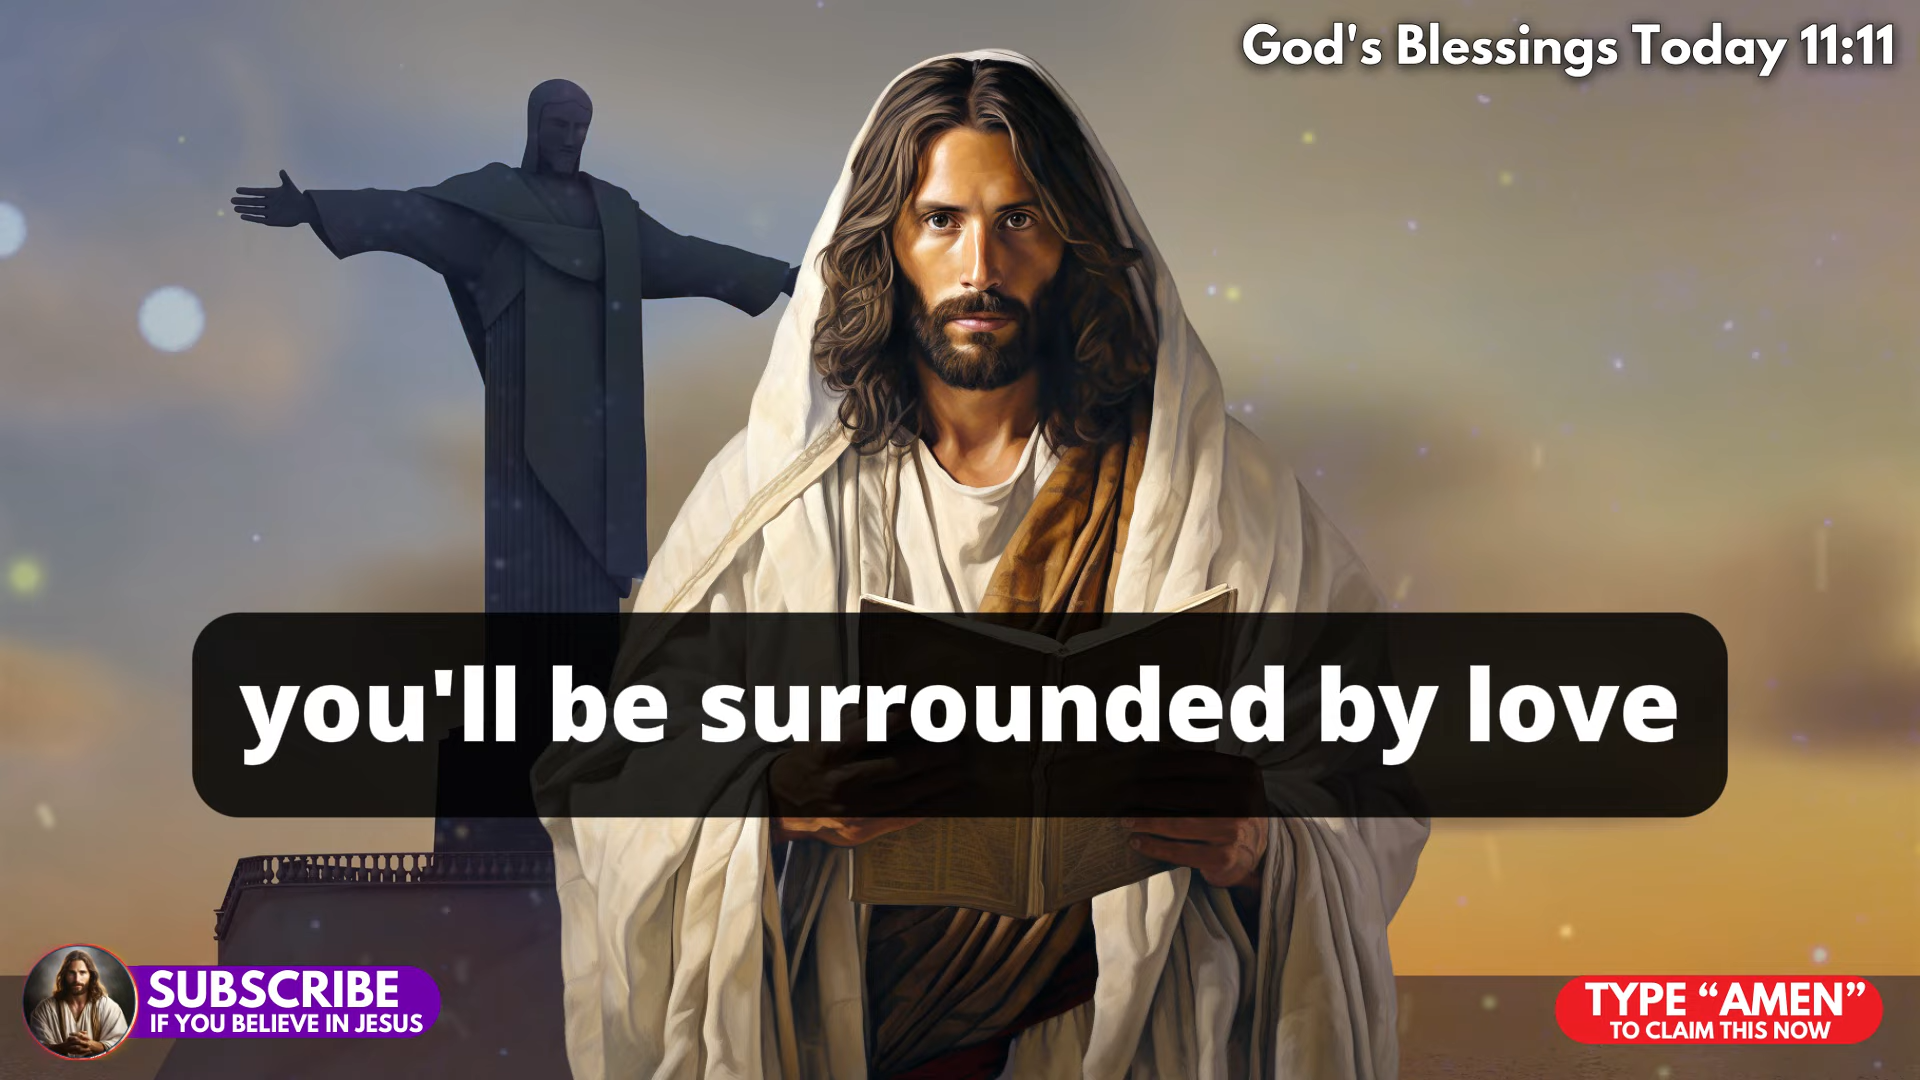 God's Blessings Today 11:11
you'll be surrounded by love
SUBSCRIBE
IF YOU BELIEVE IN JESUS
TYPE “AMEN”
TO CLAIM THIS NOW